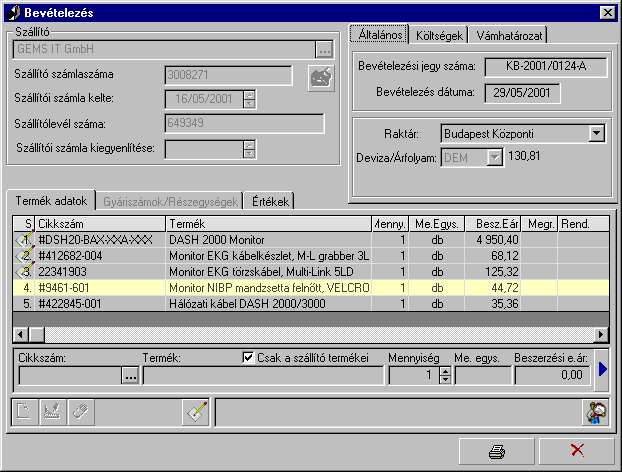 Bevételezés
Szállító
GEMS IT GmbH
...
Szállító számlaszáma
3008271
Szállítói számla kelte:
16/05/2001
Szállítólevél száma:
649349
Szállítói számla kiegyenlítése:
Általános
Költségek
Vámhatározat
Bevételezési jegy száma:
KB-2001/0124-A
Bevételezés dátuma:
29/05/2001
Raktár:
Budapest Központi
Deviza/Árfolyam:
DEM
130,81
Termék adatok
Gyáriszámok/Részegységek
Értékek
S Cikkszám Termék Menny. Me.Egys. Besz.Eár Megr. Rend.
1. #DSH20-BAX-XXA-XXX DASH 2000 Monitor 1 db 4 950,40
2. #412682-004 Monitor EKG kábelkészlet, M-L grabber 3L 1 db 68,12
3. 22341903 Monitor EKG törzskábel, Multi-Link 5LD 1 db 125,32
4. #9461-601 Monitor NIBP mandzsetta felnőtt, VELCRO 1 db 44,72
5. #422845-001 Hálózati kábel DASH 2000/3000 1 db 35,36
Cikkszám:
Termék:
Csak a szállító termékei
Mennyiség
Me. egys.
Beszerzési e.ár:
...
1
0,00